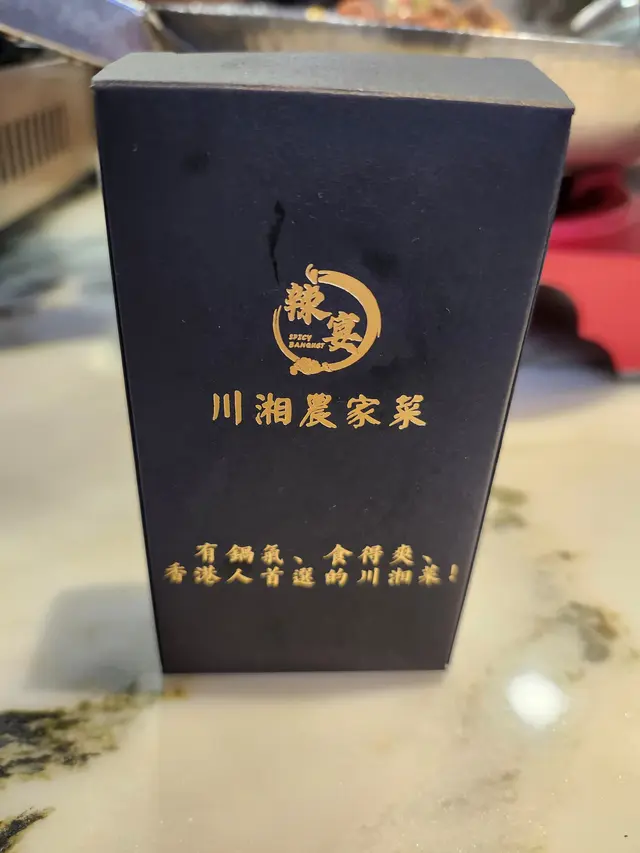 辣宴
SPICY
BANQUET
川湘農家菜
有鍋氣、食得爽、
香港人首選的川湘菜!